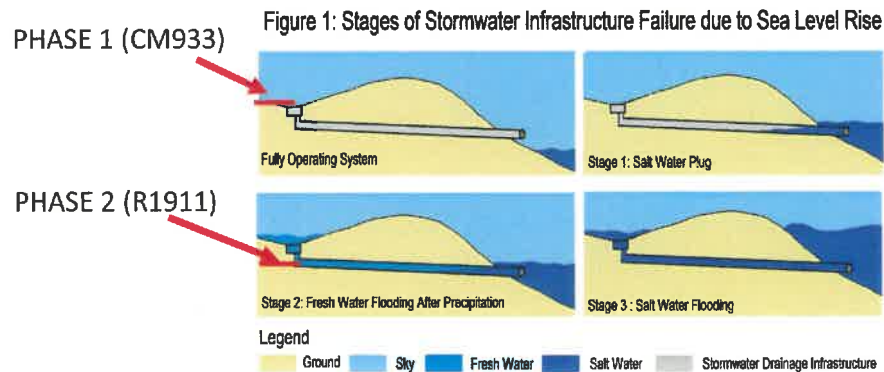 Figure 1: Stages of Stormwater Infrastructure Failure due to Sea Level Rise
PHASE 1 (CM933)
Fully Operating System
Stage 1: Salt Water Plug
PHASE 2 (R1911)
Stage 2: Fresh Water Flooding After Precipitation
Stage 3 : Salt Water Flooding
Legend
Ground
Sky
Fresh Water
Salt Water
Stormwater Drainage Infrastructure